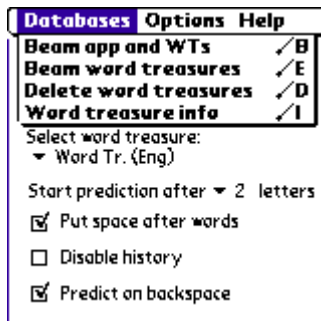 Databases Options Help
Beam app and WTs /B
Beam word treasures /E
Delete word treasures /D
Word treasure info /I
Select word treasure:
Word Tr. (Eng)
Start prediction after 2 letters
Put space after words
Disable history
Predict on backspace